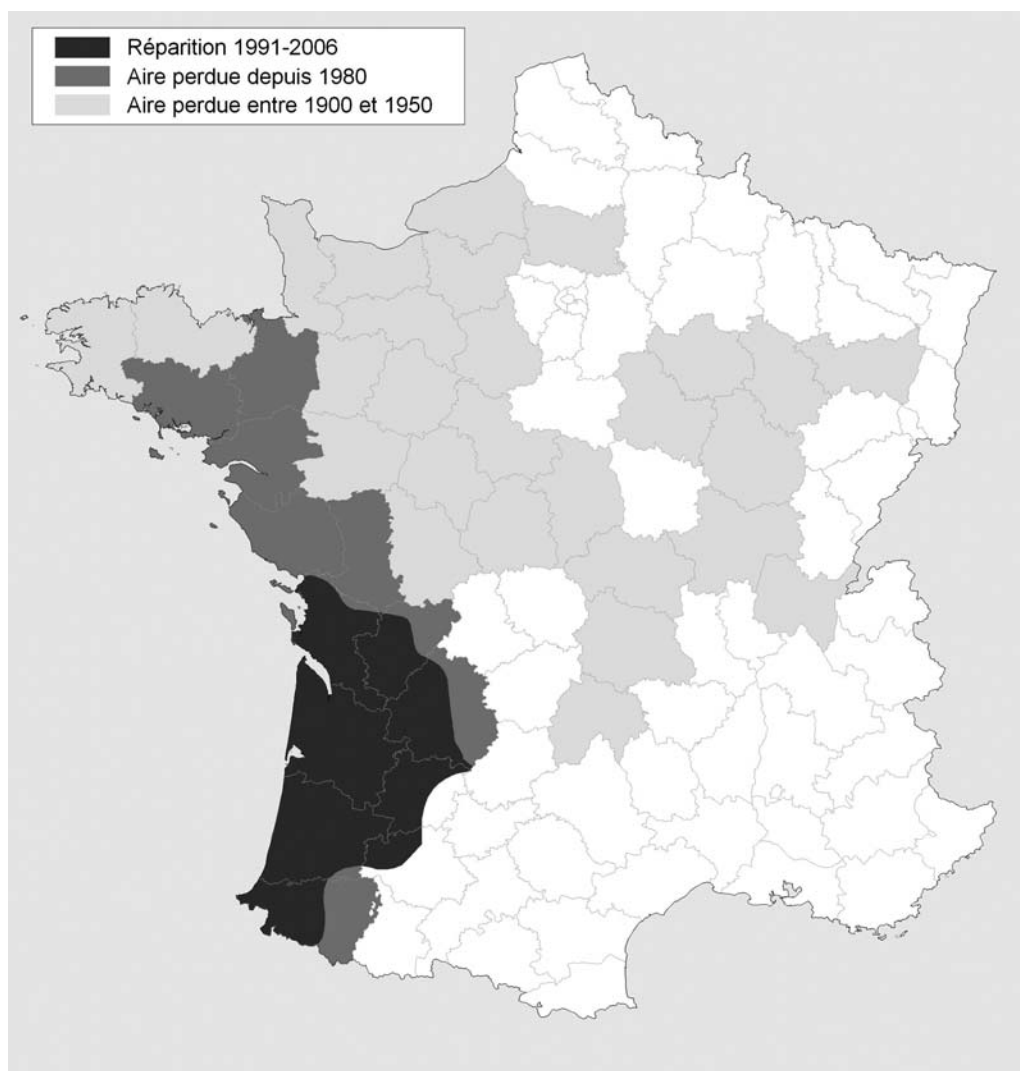 Réparition 1991-2006
Aire perdue depuis 1980
Aire perdue entre 1900 et 1950